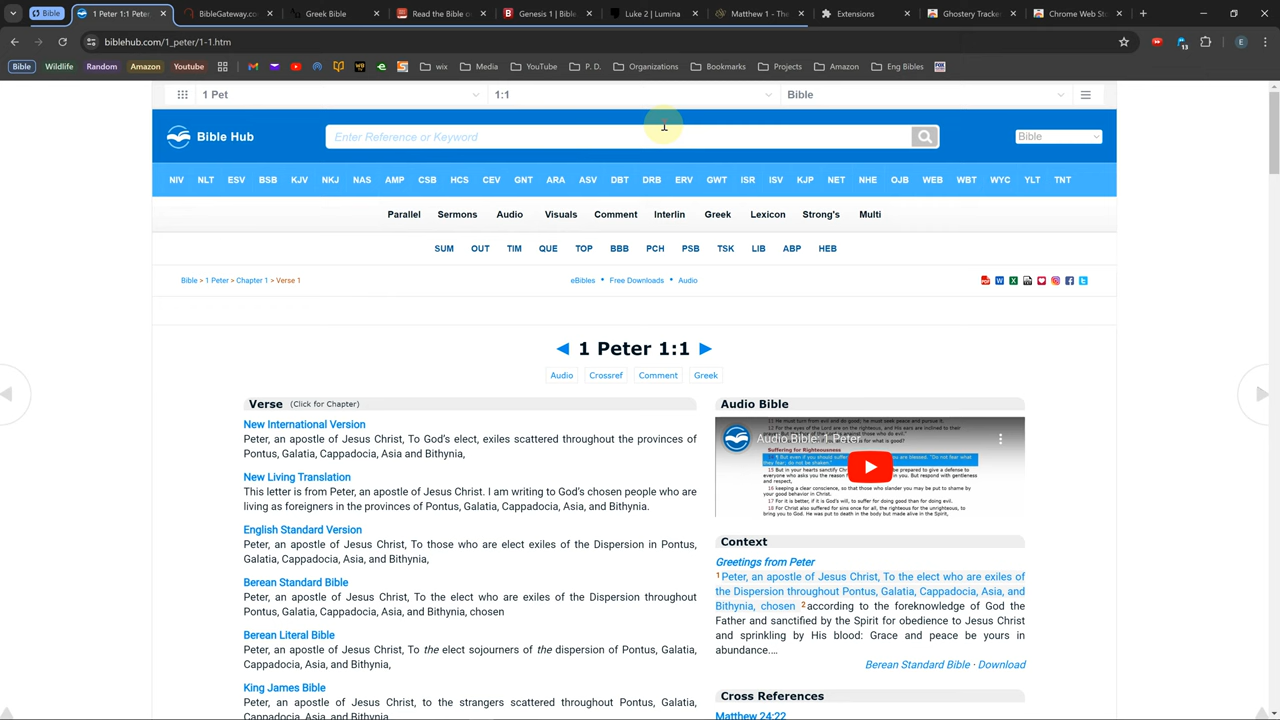 Bible
1 Peter 1:1 Peter
BibleGateway.co
Greek Bible
Read the Bible
Genesis 1 | Bible
Luke 2 | Lumina
Matthew 1 - The
Extensions
Ghostery Tracke
Chrome Web St
biblehub.com/1_peter/1-1.htm
Bible Wildlife Random Amazon Youtube wix Media YouTube P. D. Organizations Bookmarks Projects Amazon Eng Bibles
1 Pet 1:1 Bible
Bible Hub Enter Reference or Keyword Bible
NIV NLT ESV BSB KJV NKJ NAS AMP CSB HCS CEV GNT ARA ASV DBT DRB ERV GWT ISR ISV KJP NET NHE OJB WEB WBT WYC YLT TNT
Parallel Sermons Audio Visuals Comment Interlin Greek Lexicon Strong's Multi
SUM OUT TIM QUE TOP BBB PCH PSB TSK LIB ABP HEB
Bible > 1 Peter > Chapter 1 > Verse 1
eBibles • Free Downloads • Audio
◄ 1 Peter 1:1 ►
Audio Crossref Comment Greek
Verse (Click for Chapter)
New International Version
Peter, an apostle of Jesus Christ, To God's elect, exiles scattered throughout the provinces of
Pontus, Galatia, Cappadocia, Asia and Bithynia,
New Living Translation
This letter is from Peter, an apostle of Jesus Christ. I am writing to God's chosen people who are
living as foreigners in the provinces of Pontus, Galatia, Cappadocia, Asia, and Bithynia.
English Standard Version
Peter, an apostle of Jesus Christ, To those who are elect exiles of the Dispersion in Pontus,
Galatia, Cappadocia, Asia, and Bithynia,
Berean Standard Bible
Peter, an apostle of Jesus Christ, To the elect who are exiles of the Dispersion throughout
Pontus, Galatia, Cappadocia, Asia, and Bithynia, chosen
Berean Literal Bible
Peter, an apostle of Jesus Christ, To the elect sojourners of the dispersion of Pontus, Galatia,
Cappadocia, Asia, and Bithynia,
King James Bible
Peter, an apostle of Jesus Christ, to the strangers scattered throughout Pontus, Galatia,
Cappadocia, Asia, and Bithynia,
Audio Bible
Audio Bible: 1 Peter
Suffering for Righteousness
Context
Greetings from Peter
1Peter, an apostle of Jesus Christ, To the elect who are exiles of
the Dispersion throughout Pontus, Galatia, Cappadocia, Asia, and
Bithynia, chosen 2according to the foreknowledge of God the
Father and sanctified by the Spirit for obedience to Jesus Christ
and sprinkling by His blood: Grace and peace be yours in
abundance.…
Berean Standard Bible · Download
Cross References
Matthew 24:22